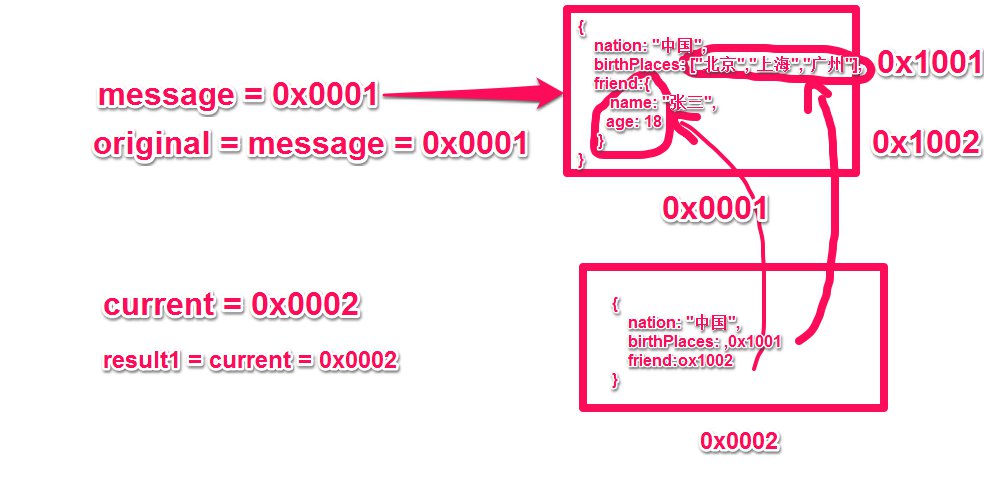 {
nation: "中国",
birthPlaces: ["北京","上海","广州"],
0x1001
friend:{
name: "张三",
age: 18
}
}
message = 0x0001
original = message = 0x0001
0x1002
0x0001
current = 0x0002
result1 = current = 0x0002
{
nation: "中国",
birthPlaces: ,0x1001
friend:ox1002
}
0x0002